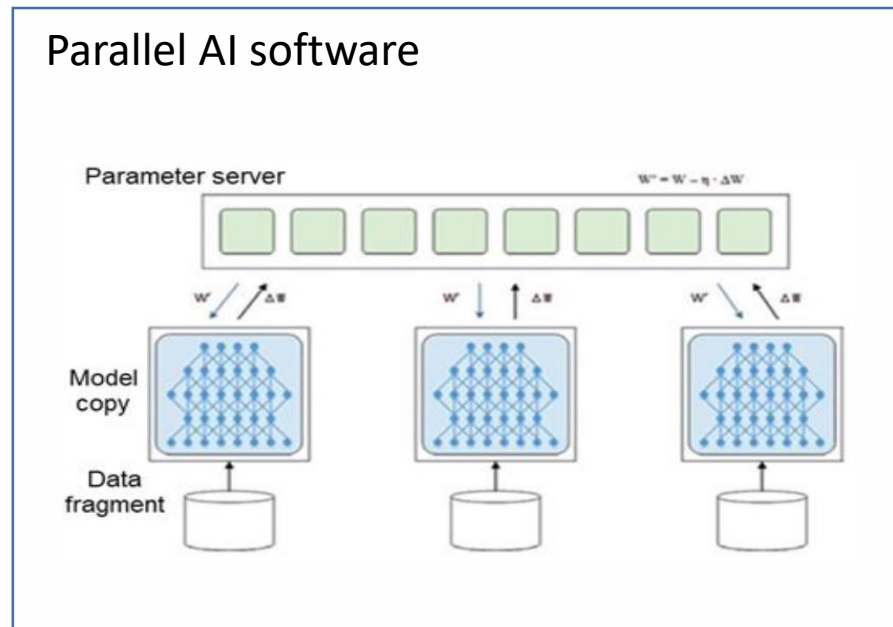 Parallel AI software
Parameter server
W' = W – η · ΔW
W' ΔW
W' ΔW
W' ΔW
Model
copy
Data
fragment